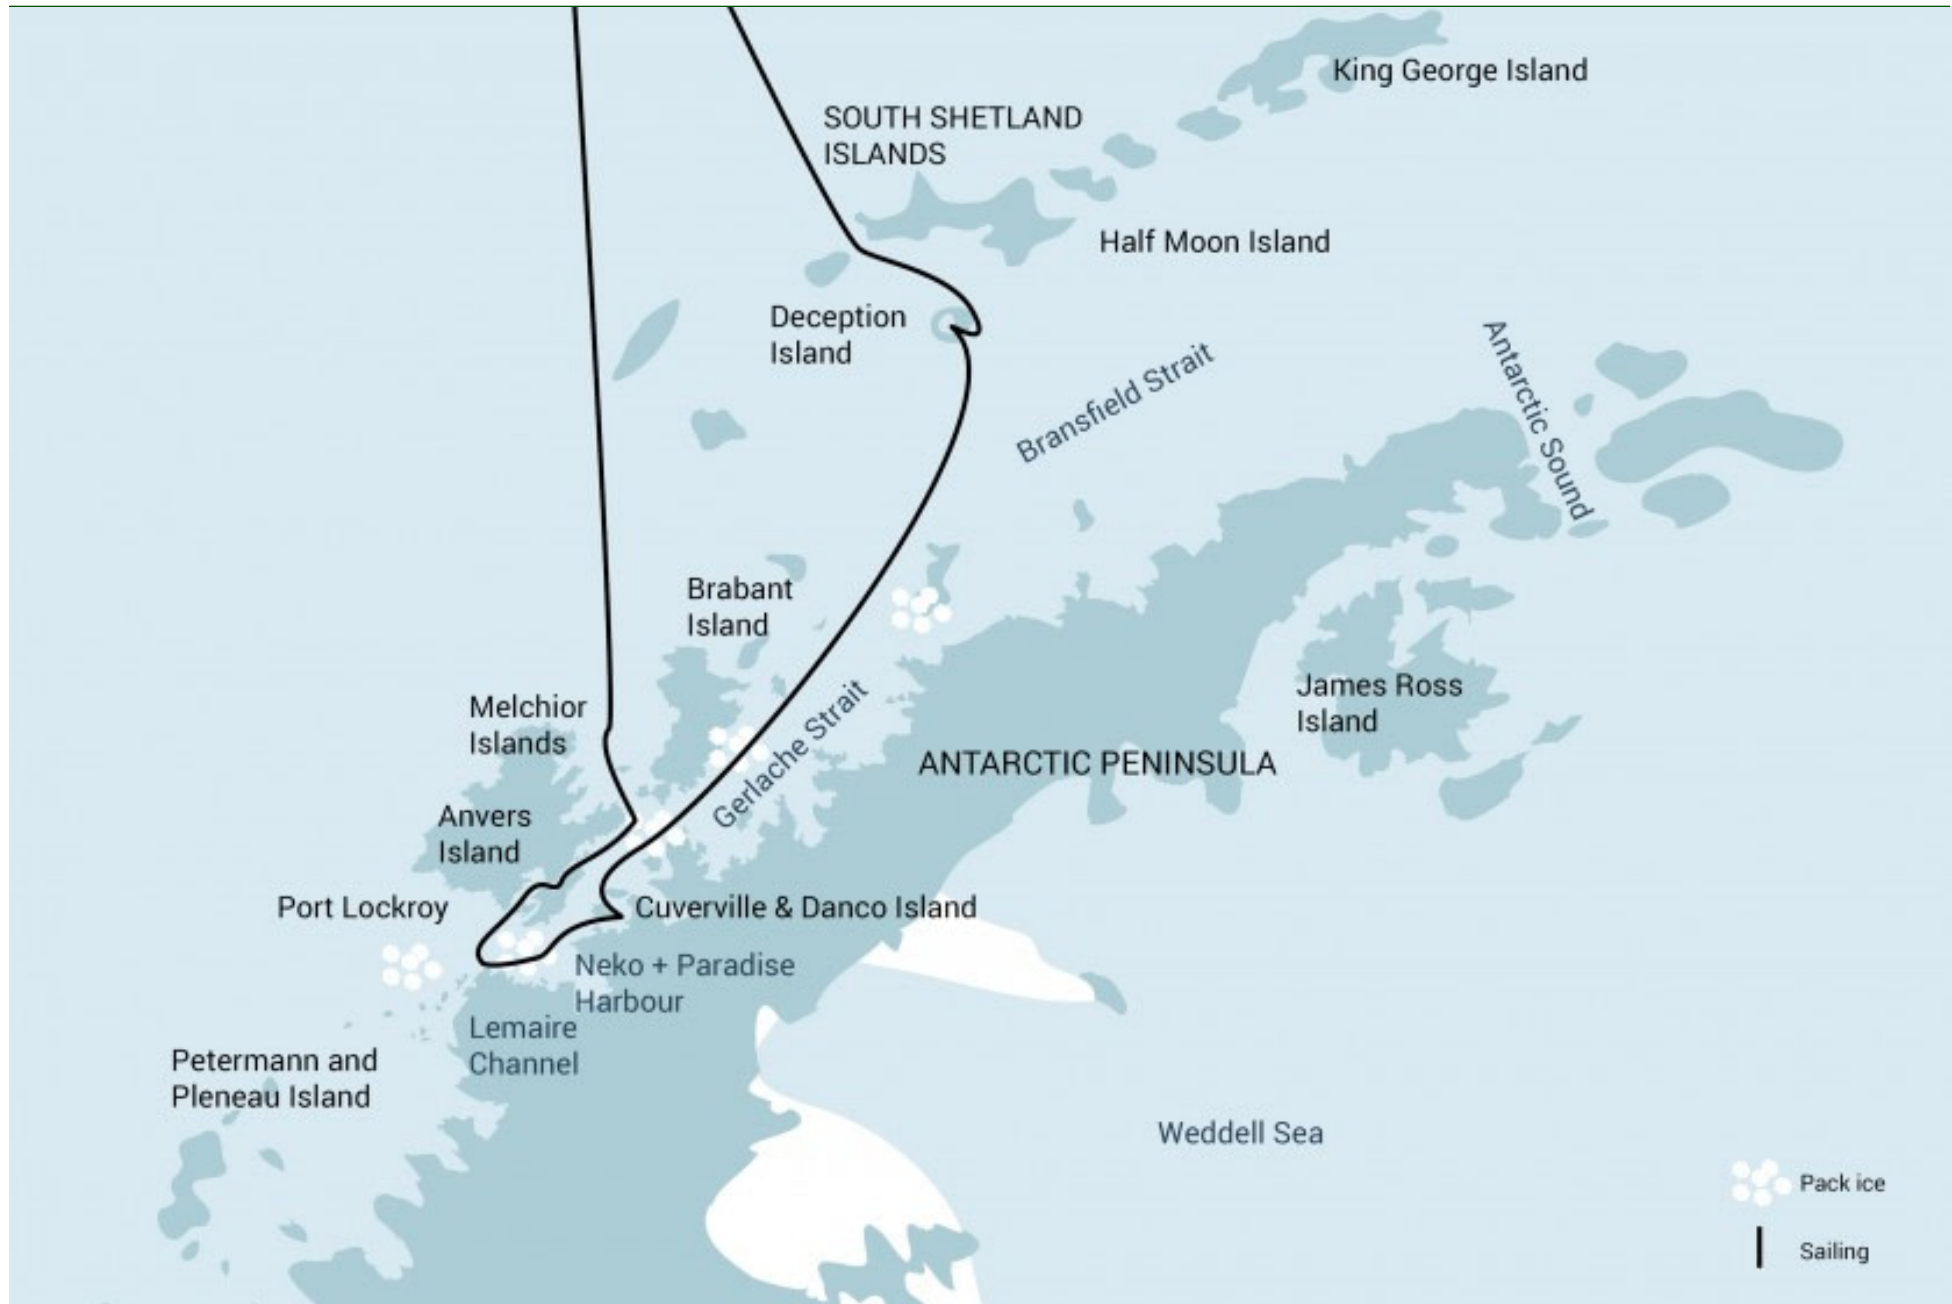 King George Island
SOUTH SHETLAND
ISLANDS
Half Moon Island
Deception
Island
Antarctic Sound
Bransfield Strait
Brabant
Island
Gerlache Strait
James Ross
Island
Melchior
Islands
ANTARCTIC PENINSULA
Anvers
Island
Port Lockroy
Cuverville & Danco Island
Neko + Paradise
Harbour
Lemaire
Channel
Petermann and
Pleneau Island
Weddell Sea
Pack ice
Sailing